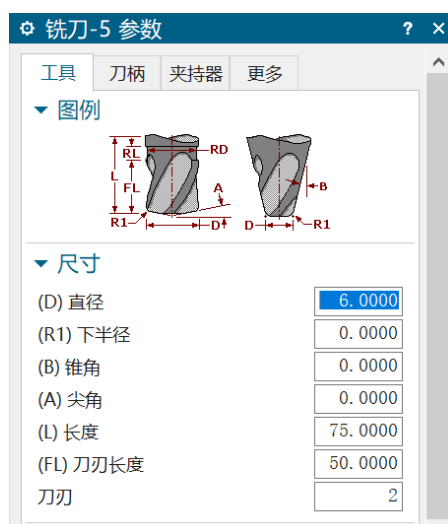 铣刀-5 参数 ? ×
工具 刀柄 夹持器 更多
图例
RL RD
L FL A B
R1 D D R1
尺寸
(D) 直径 6.0000
(R1) 下半径 0.0000
(B) 锥角 0.0000
(A) 尖角 0.0000
(L) 长度 75.0000
(FL) 刀刃长度 50.0000
刀刃 2